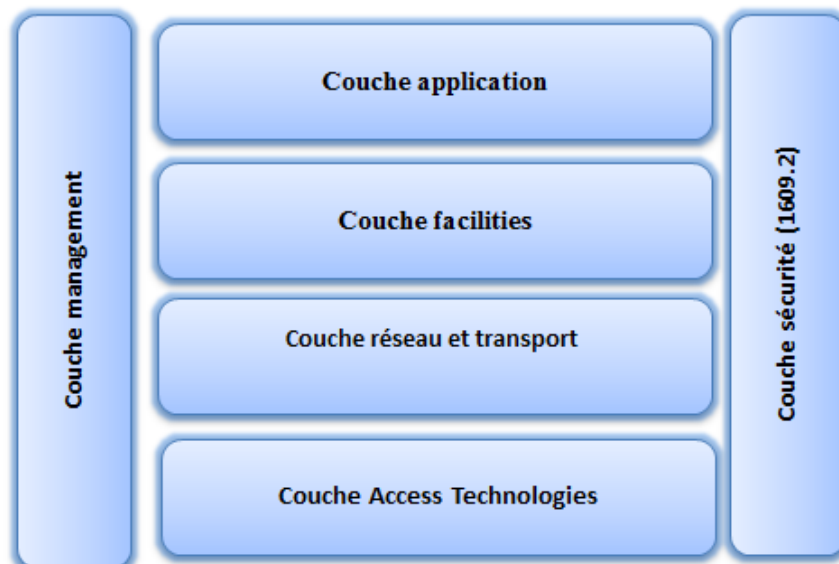 Couche management
Couche application
Couche facilities
Couche réseau et transport
Couche Access Technologies
Couche sécurité (1609.2)